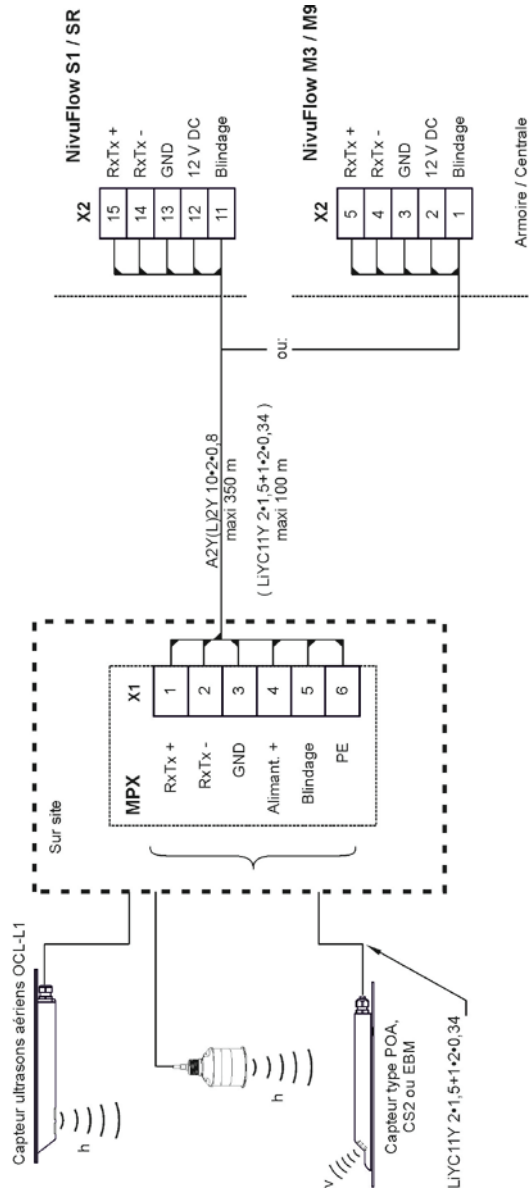 Capteur ultrasons aériens OCL-L1
h
h
v
Capteur type POA,
CS2 ou EBM
LiYC11Y 2•1,5+1•2•0,34
Sur site
MPX
X1
RxTx + 1
RxTx - 2
GND 3
Aliment. + 4
Blindage 5
PE 6
A2Y(L)2Y 10•2•0,8
maxi 350 m
( LiYC11Y 2•1,5+1•2•0,34 )
maxi 100 m
ou:
NivuFlow S1 / SR
X2
15 RxTx +
14 RxTx -
13 GND
12 12 V DC
11 Blindage
NivuFlow M3 / M9
X2
5 RxTx +
4 RxTx -
3 GND
2 12 V DC
1 Blindage
Armoire / Centrale